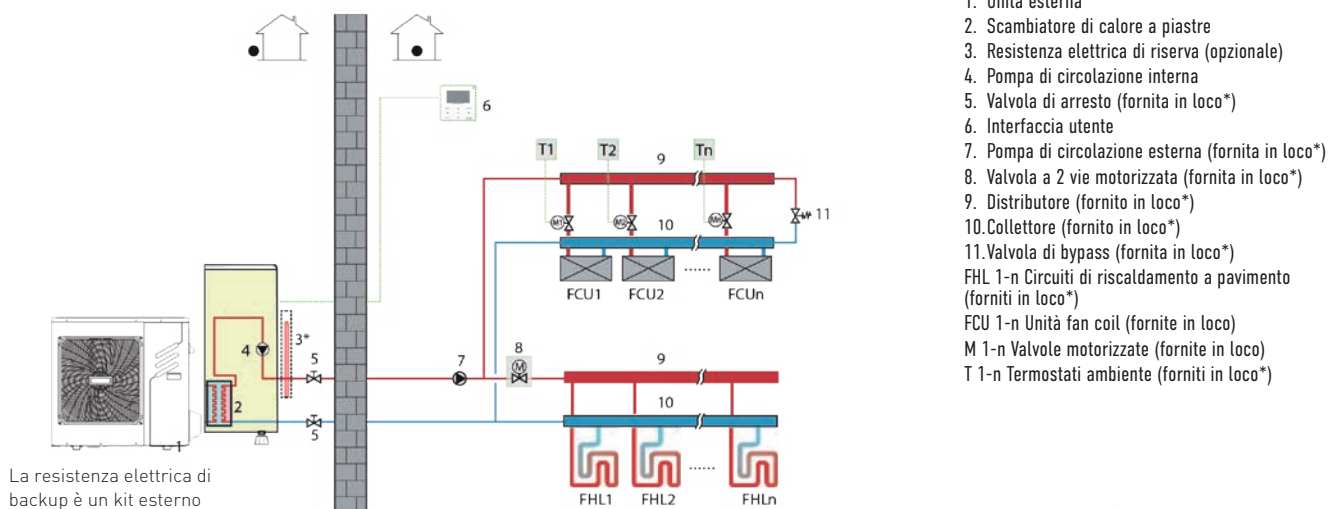 1. Unità esterna
2. Scambiatore di calore a piastre
3. Resistenza elettrica di riserva (opzionale)
4. Pompa di circolazione interna
5. Valvola di arresto (fornita in loco*)
6. Interfaccia utente
7. Pompa di circolazione esterna (fornita in loco*)
8. Valvola a 2 vie motorizzata (fornita in loco*)
9. Distributore (fornito in loco*)
10.Collettore (fornito in loco*)
11.Valvola di bypass (fornita in loco*)
FHL 1-n Circuiti di riscaldamento a pavimento
(forniti in loco*)
FCU 1-n Unità fan coil (fornite in loco)
M 1-n Valvole motorizzate (fornite in loco)
T 1-n Termostati ambiente (forniti in loco*)
6
T1 T2 Tn
9
M1 M2 Mn
11
10
FCU1 FCU2 ...... FCUn
3*
4
5
7
8
M
9
2
10
5
1
......
FHL1 FHL2 FHLn
La resistenza elettrica di
backup è un kit esterno